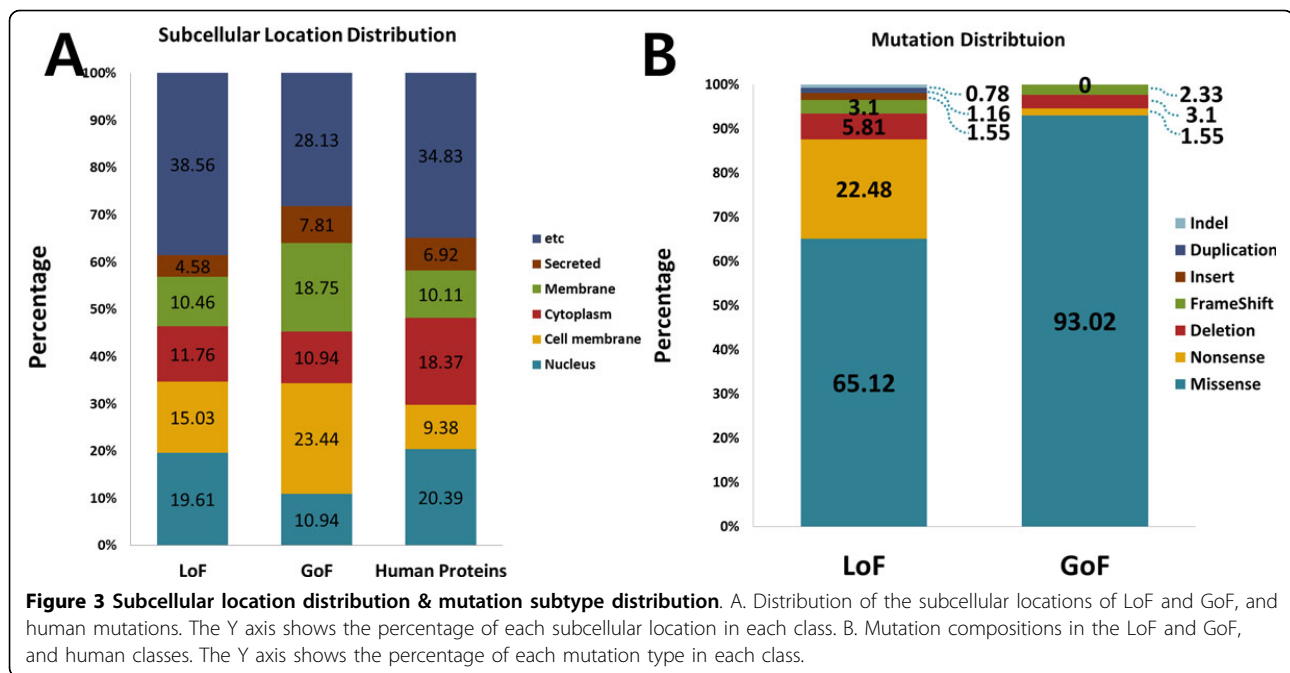 A
Subcellular Location Distribution
Percentage
100%
90%
80%
70%
60%
50%
40%
30%
20%
10%
0%
38.56
4.58
10.46
11.76
15.03
19.61
28.13
7.81
18.75
10.94
23.44
10.94
34.83
6.92
10.11
18.37
9.38
20.39
LoF
GoF
Human Proteins
etc
Secreted
Membrane
Cytoplasm
Cell membrane
Nucleus
B
Mutation Distribtuion
Percentage
100%
90%
80%
70%
60%
50%
40%
30%
20%
10%
0%
0.78
1.16
1.55
3.1
5.81
22.48
65.12
0
2.33
3.1
1.55
93.02
LoF
GoF
Indel
Duplication
Insert
FrameShift
Deletion
Nonsense
Missense
Figure 3 Subcellular location distribution & mutation subtype distribution. A. Distribution of the subcellular locations of LoF and GoF, and
human mutations. The Y axis shows the percentage of each subcellular location in each class. B. Mutation compositions in the LoF and GoF,
and human classes. The Y axis shows the percentage of each mutation type in each class.